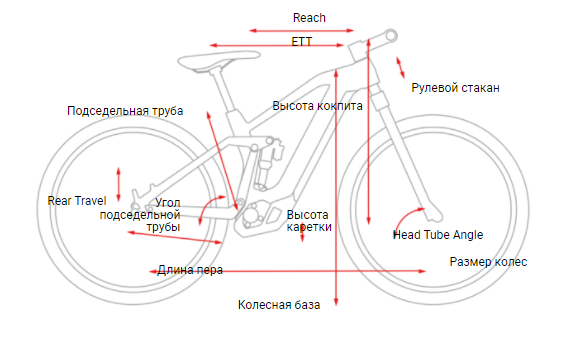 Reach
ETT
Рулевой стакан
Высота кокпита
Подседельная труба
Rear Travel
Угол
подседельной
трубы
Высота
каретки
Head Tube Angle
Размер колес
Длина пера
Колесная база